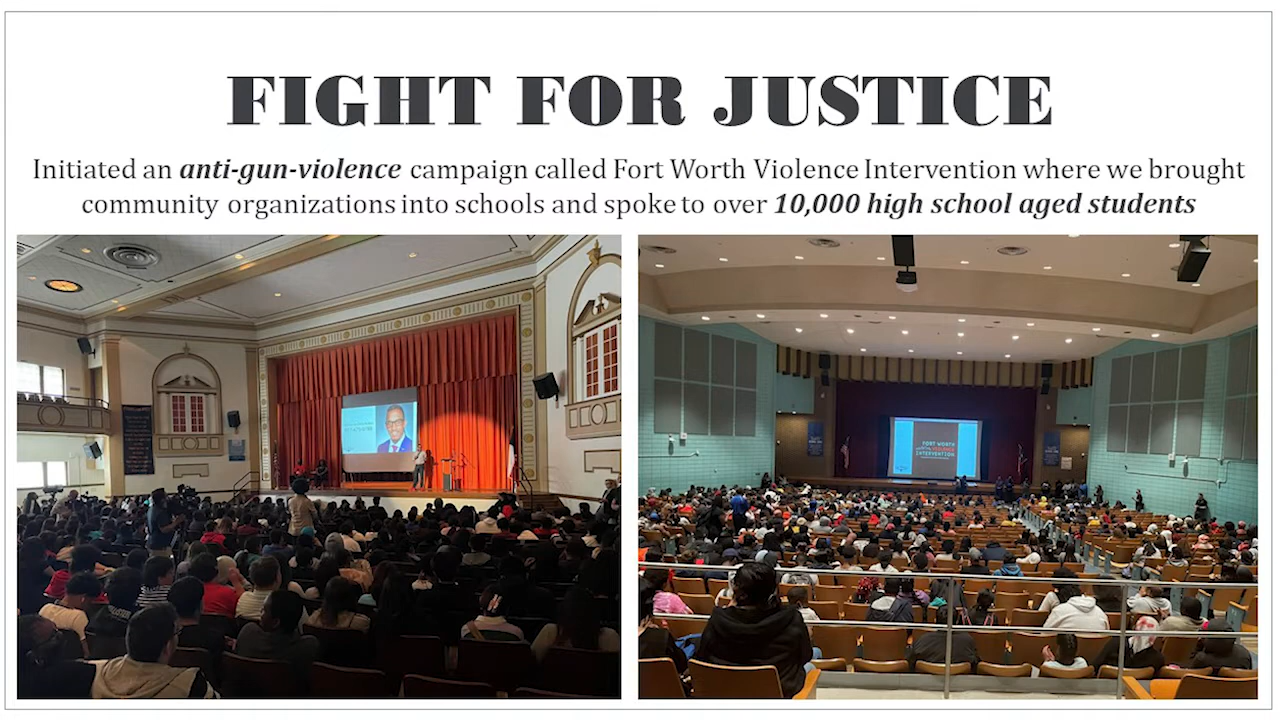 FIGHT FOR JUSTICE
Initiated an anti-gun-violence campaign called Fort Worth Violence Intervention where we brought
community organizations into schools and spoke to over 10,000 high school aged students
FORT WORTH
VIOLENCE
INTERVENTION